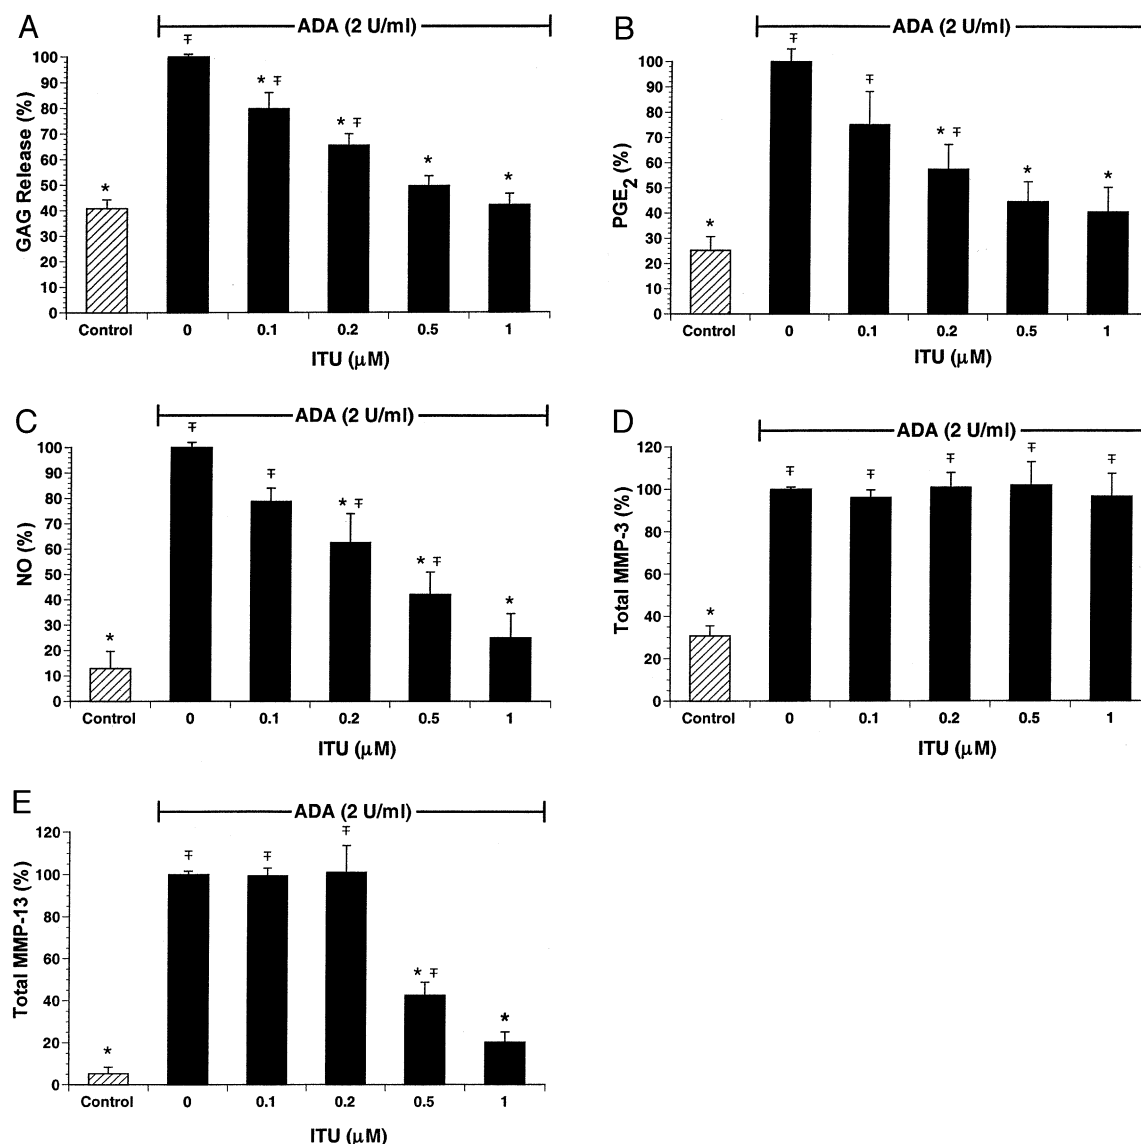 A
ADA (2 U/ml)
GAG Release (%)
100
90
80
70
60
50
40
30
20
10
0
*
Ŧ
* Ŧ
* Ŧ
*
*
Control 0 0.1 0.2 0.5 1
ITU (μM)
B
ADA (2 U/ml)
PGE2 (%)
100
90
80
70
60
50
40
30
20
10
0
*
Ŧ
Ŧ
* Ŧ
*
*
Control 0 0.1 0.2 0.5 1
ITU (μM)
C
ADA (2 U/ml)
NO (%)
100
90
80
70
60
50
40
30
20
10
0
*
Ŧ
Ŧ
* Ŧ
* Ŧ
*
Control 0 0.1 0.2 0.5 1
ITU (μM)
D
ADA (2 U/ml)
Total MMP-3 (%)
120
100
80
60
40
20
0
*
Ŧ
Ŧ
Ŧ
Ŧ
Ŧ
Control 0 0.1 0.2 0.5 1
ITU (μM)
E
ADA (2 U/ml)
Total MMP-13 (%)
120
100
80
60
40
20
0
*
Ŧ
Ŧ
Ŧ
* Ŧ
*
Control 0 0.1 0.2 0.5 1
ITU (μM)